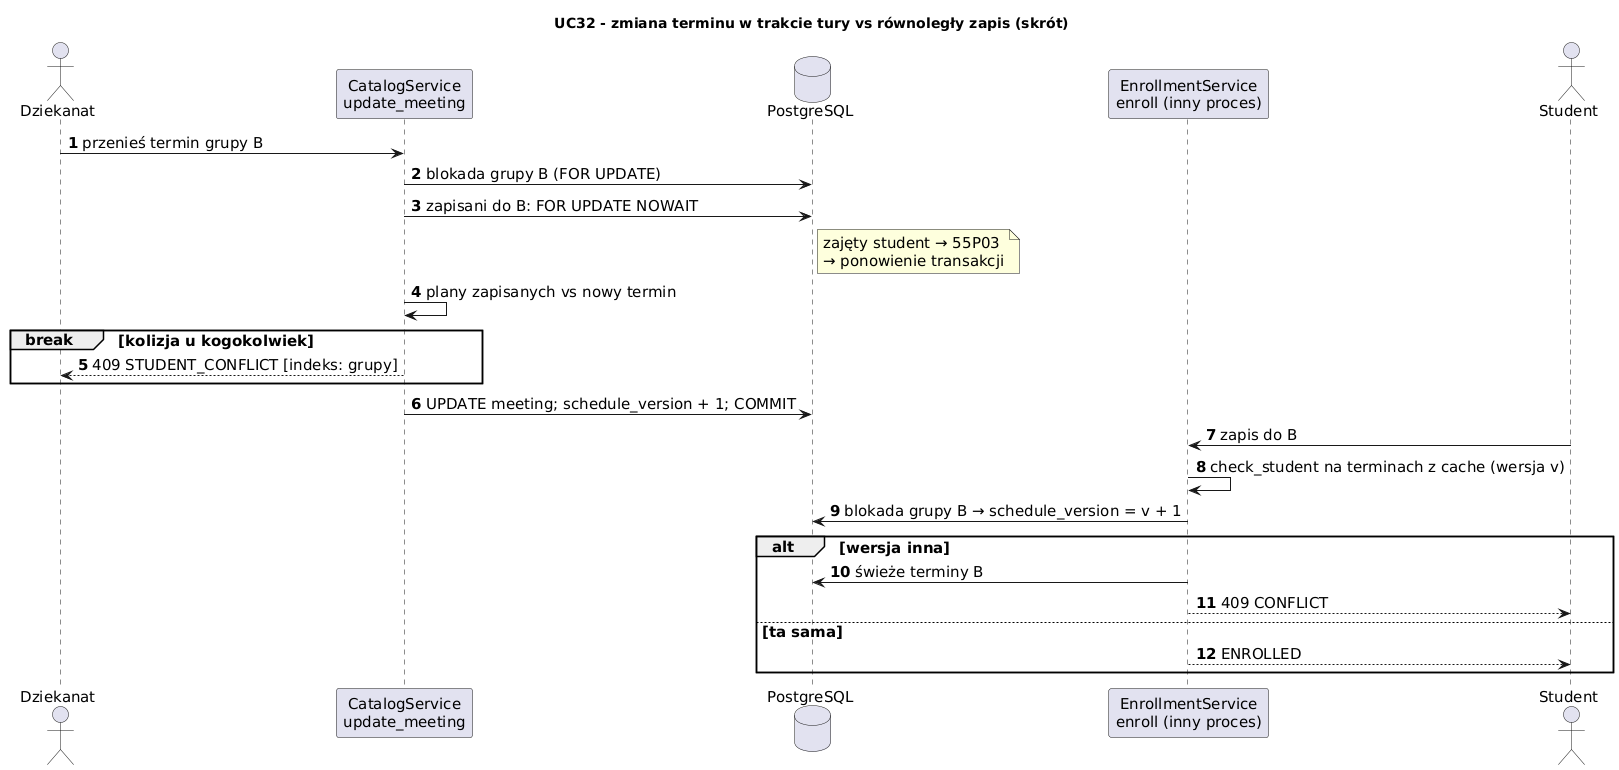 UC32 - zmiana terminu w trakcie tury vs równoległy zapis (skrót)
Dziekanat
CatalogService
update_meeting
PostgreSQL
EnrollmentService
enroll (inny proces)
Student
1 przenieś termin grupy B
2 blokada grupy B (FOR UPDATE)
3 zapisani do B: FOR UPDATE NOWAIT
zajęty student → 55P03
→ ponowienie transakcji
4 plany zapisanych vs nowy termin
break [kolizja u kogokolwiek]
5 409 STUDENT_CONFLICT [indeks: grupy]
6 UPDATE meeting; schedule_version + 1; COMMIT
7 zapis do B
8 check_student na terminach z cache (wersja v)
9 blokada grupy B → schedule_version = v + 1
alt [wersja inna]
10 świeże terminy B
11 409 CONFLICT
[ta sama]
12 ENROLLED
Dziekanat
CatalogService
update_meeting
PostgreSQL
EnrollmentService
enroll (inny proces)
Student